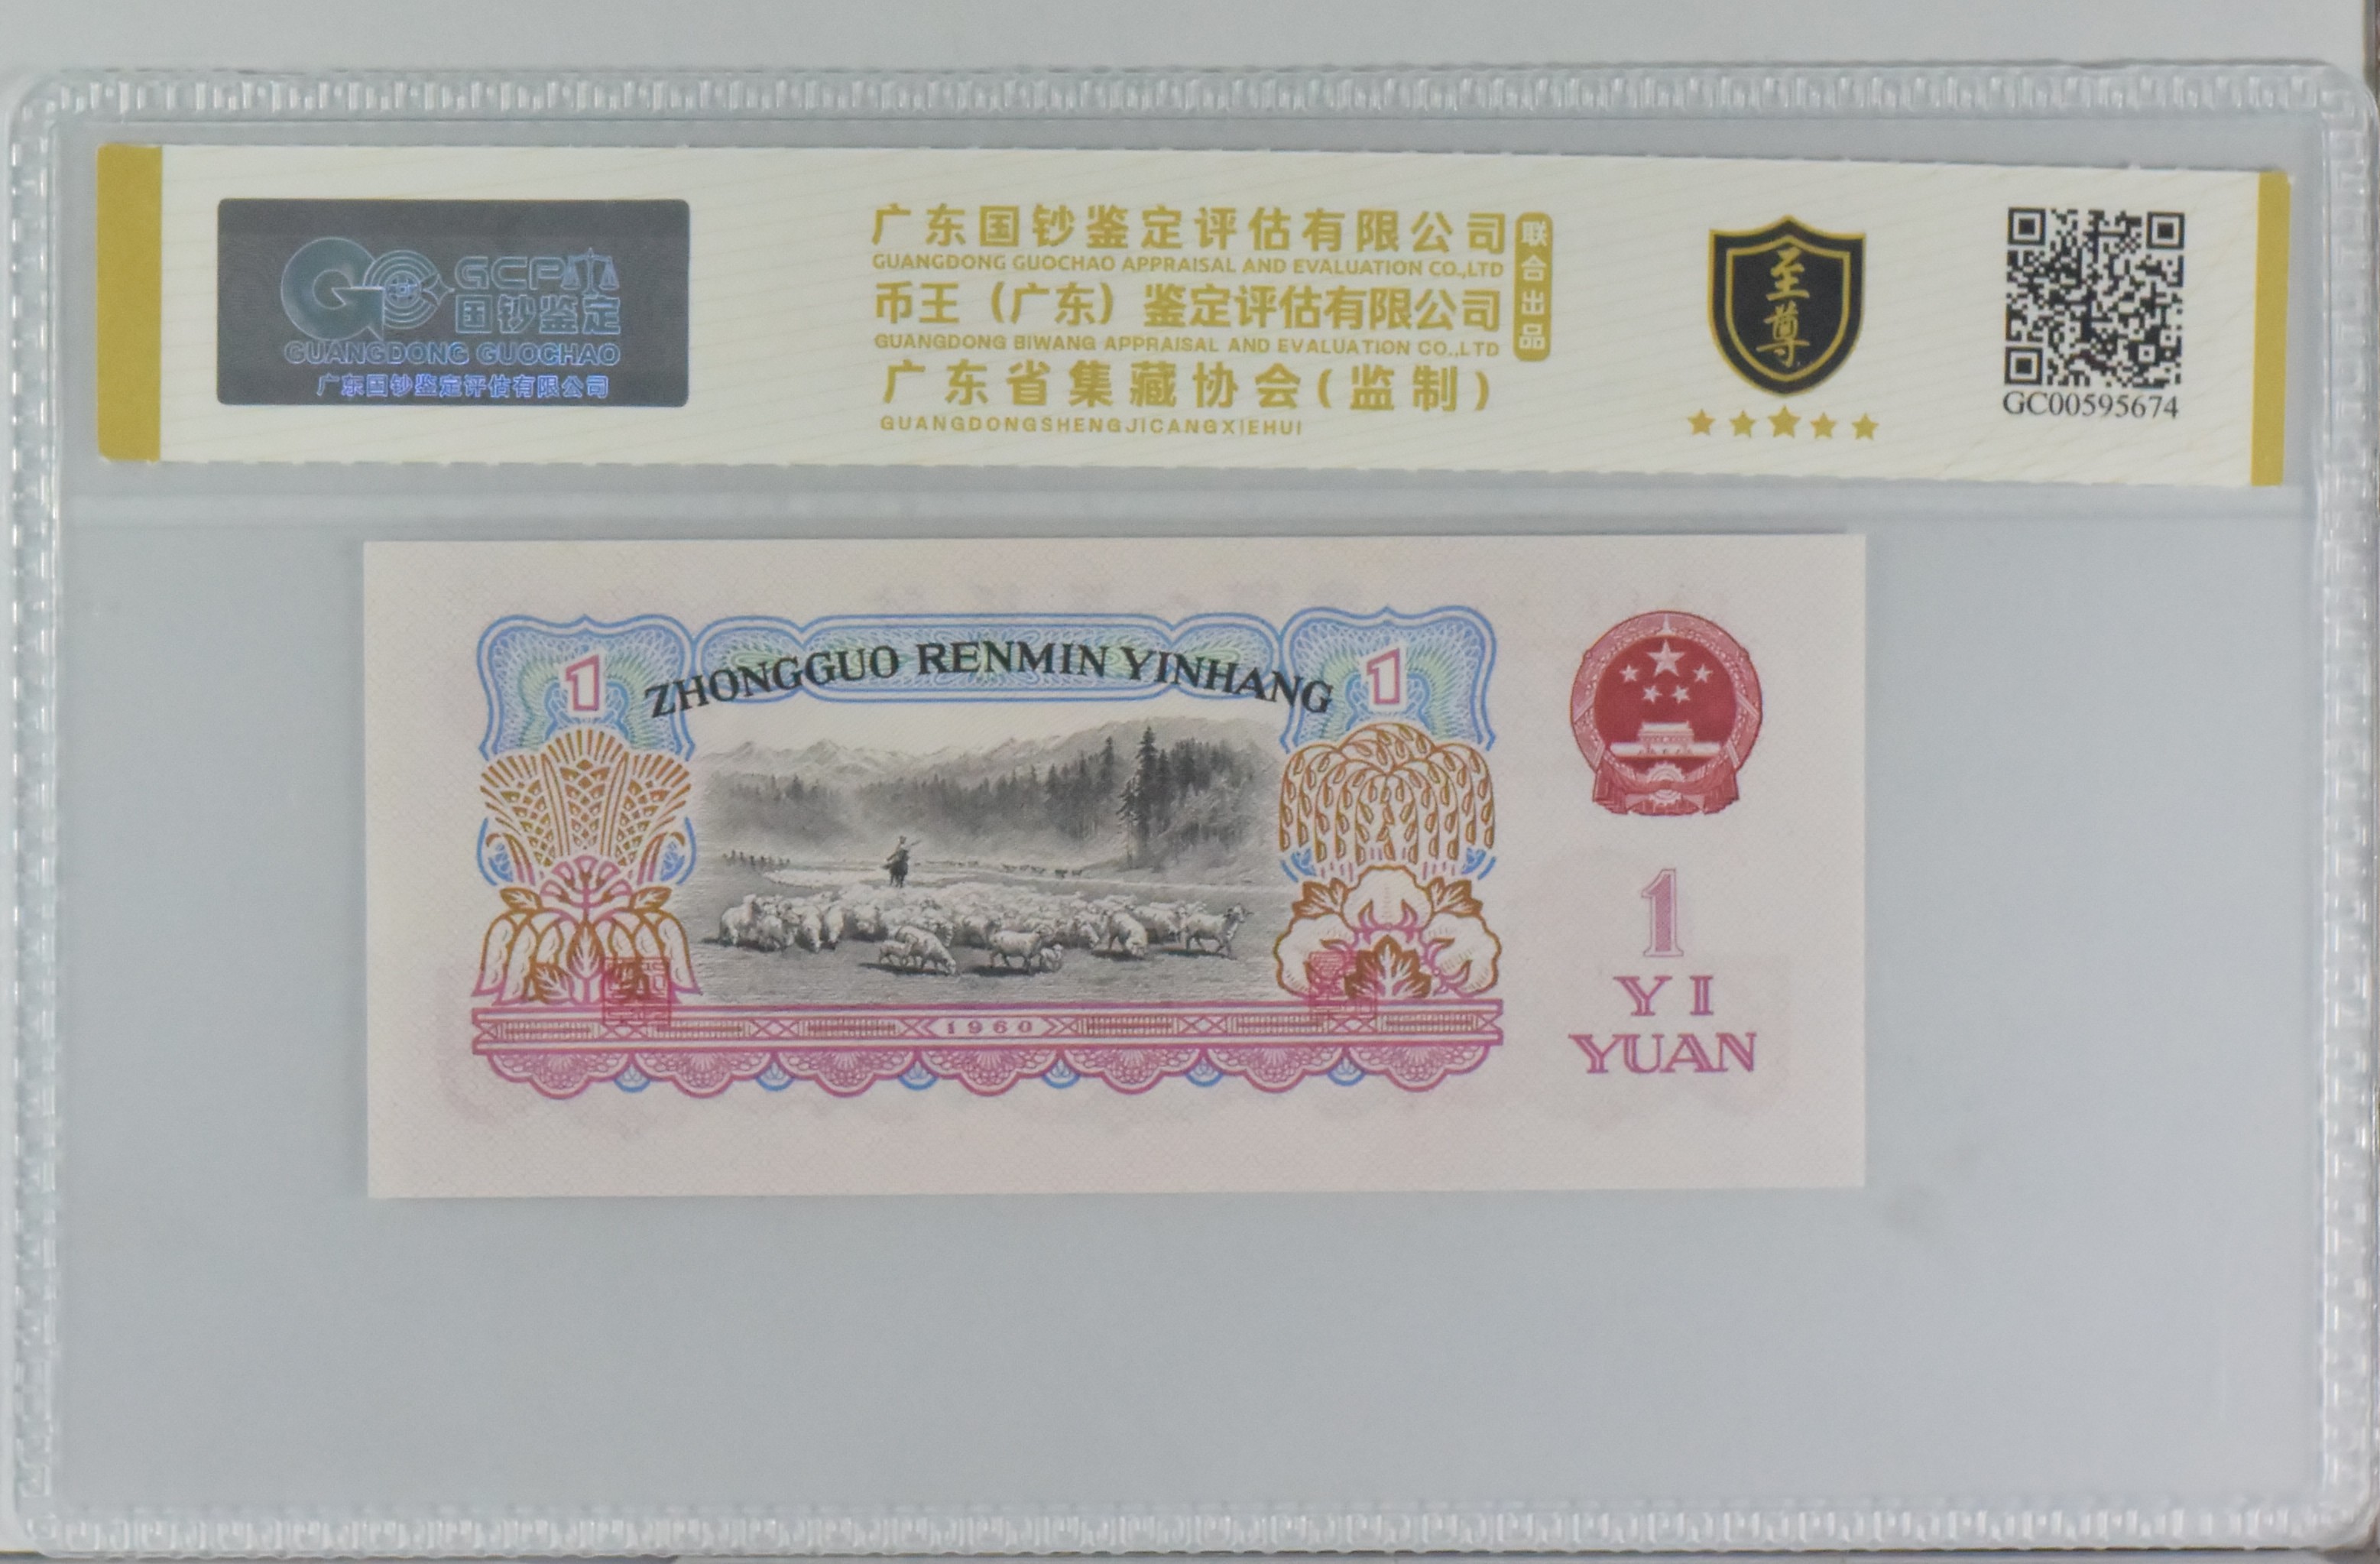 GCPA
国钞鉴定
GUANGDONG GUOCHAO
广东国钞鉴定评估有限公司
广东国钞鉴定评估有限公司
GUANGDONG GUOCHAO APPRAISAL AND EVALUATION CO.,LTD
币王（广东）鉴定评估有限公司
GUANGDONG BIWANG APPRAISAL AND EVALUATION CO.,LTD
联合出品
广东省集藏协会(监制)
GUANGDONGSHENGJICANGXIEHUI
至尊
GC00595674
1
ZHONGGUO RENMIN YINHANG
1
1960
1
YI
YUAN